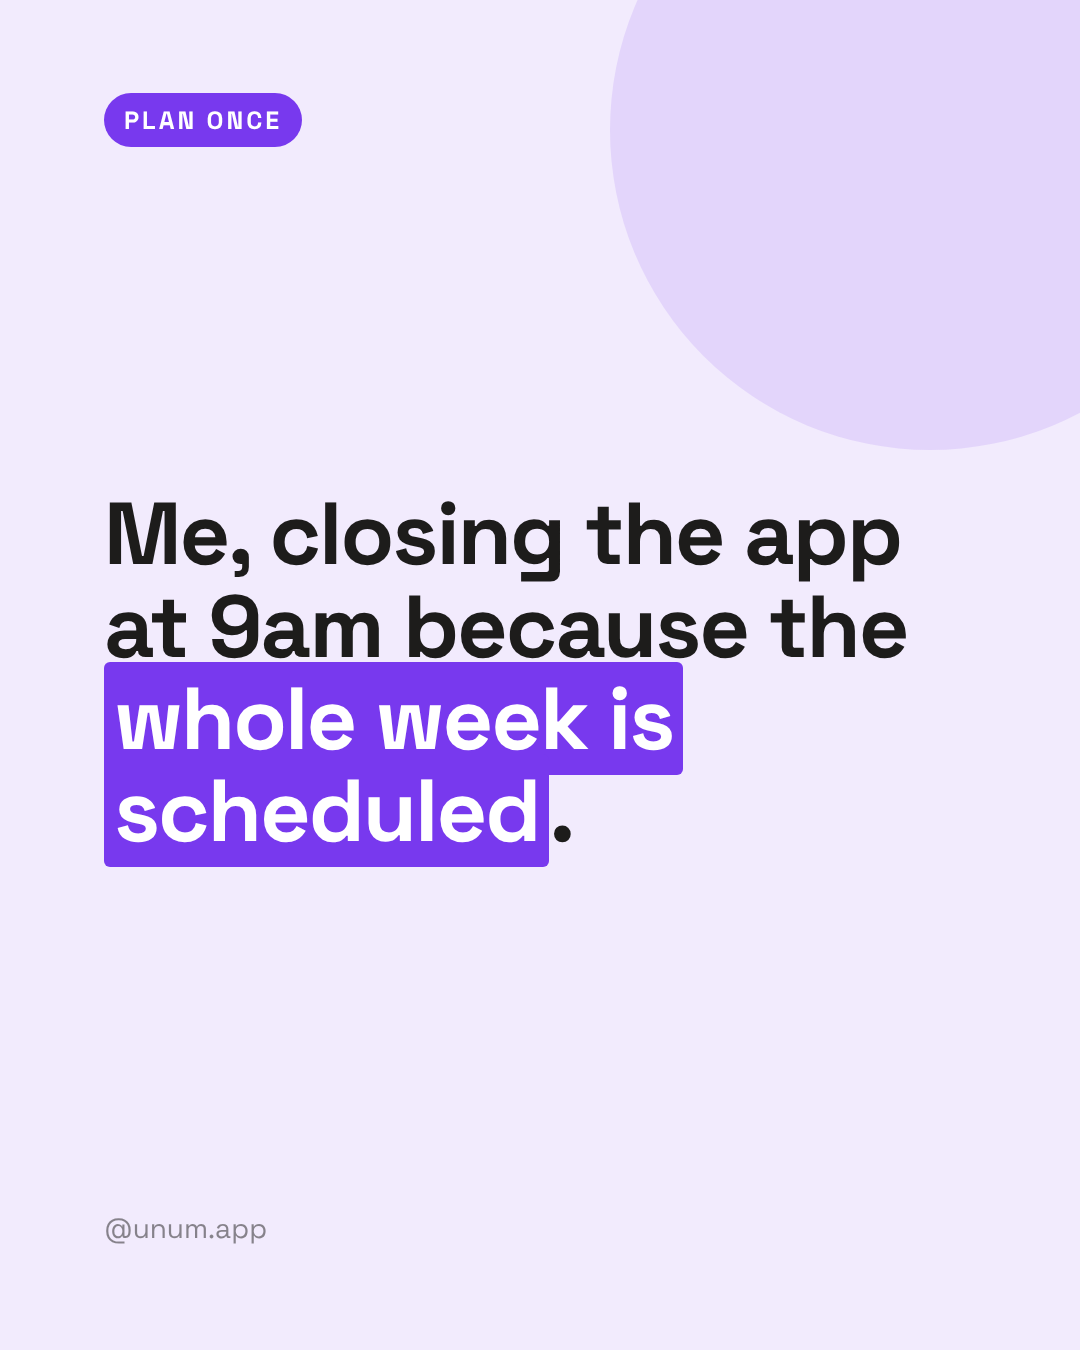 PLAN ONCE
Me, closing the app
at 9am because the
whole week is
scheduled.
@unum.app